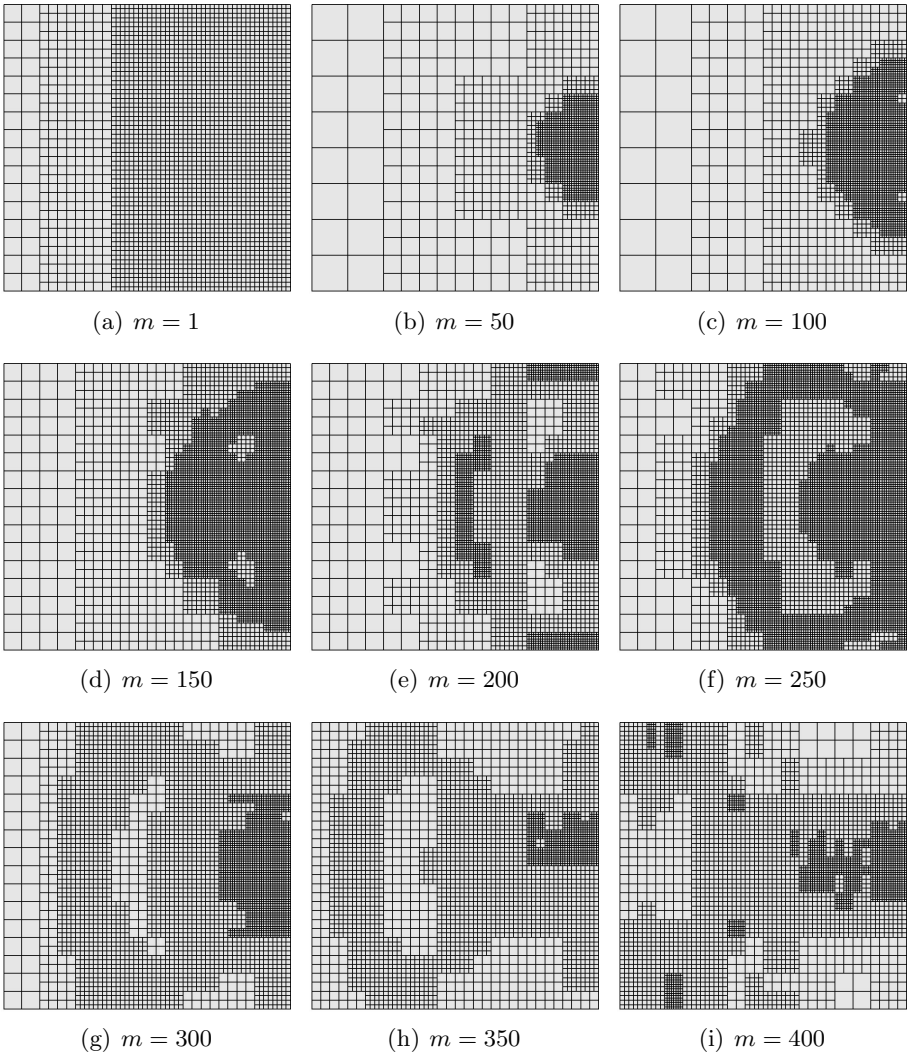 (a) m = 1
(b) m = 50
(c) m = 100
(d) m = 150
(e) m = 200
(f) m = 250
(g) m = 300
(h) m = 350
(i) m = 400